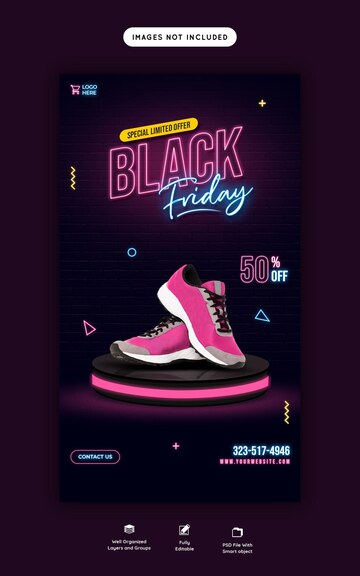 IMAGES NOT INCLUDED
LOGO
HERE
SPECIAL LIMITED OFFER
BLACK
Friday
50%
OFF
CONTACT US
323-517-4946
WWW.YOURWEBSITE.COM
Well Organized
Layers and Groups
Fully
Editable
PSD File With
Smart object